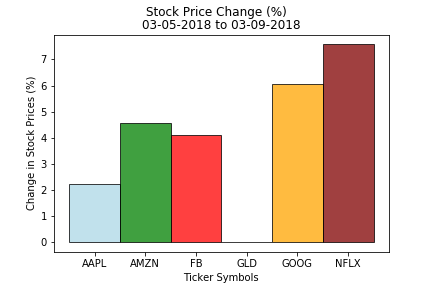 Stock Price Change (%)
03-05-2018 to 03-09-2018
Change in Stock Prices (%)
7
6
5
4
3
2
1
0
AAPL AMZN FB GLD GOOG NFLX
Ticker Symbols